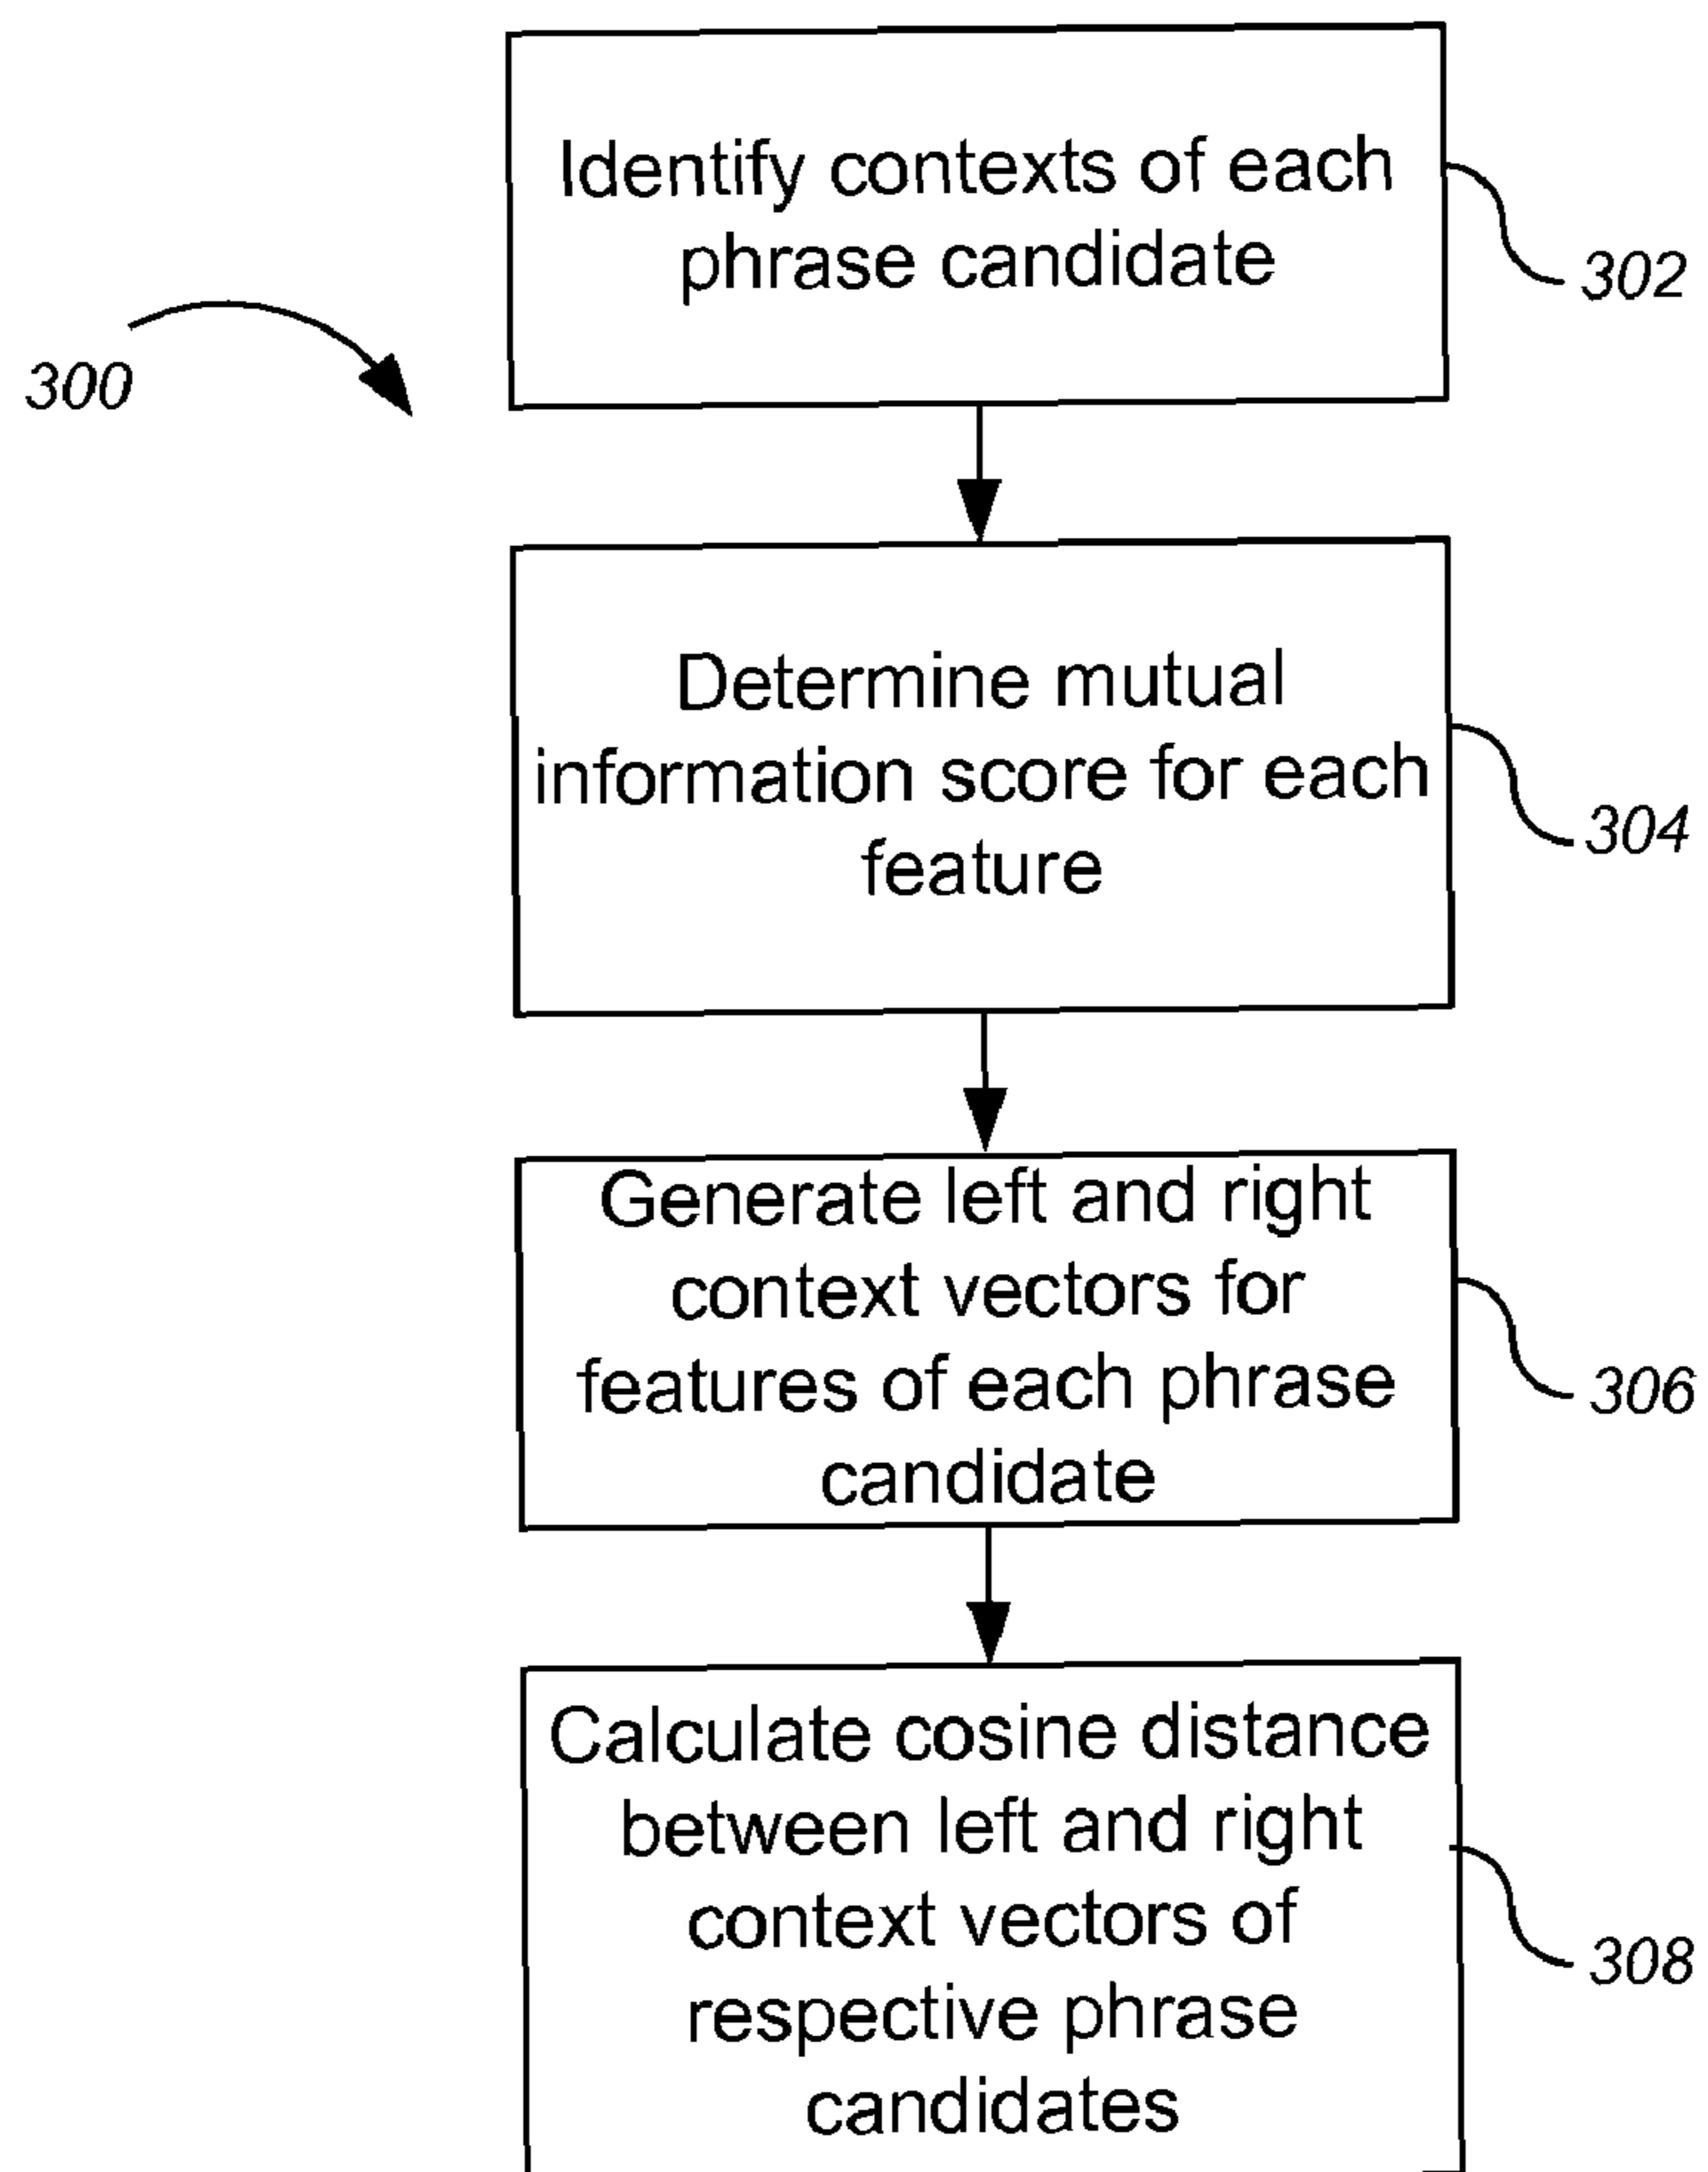 Identify contexts of each
phrase candidate
302
300
Determine mutual
information score for each
feature
304
Generate left and right
context vectors for
features of each phrase
candidate
306
Calculate cosine distance
between left and right
context vectors of
respective phrase
candidates
308